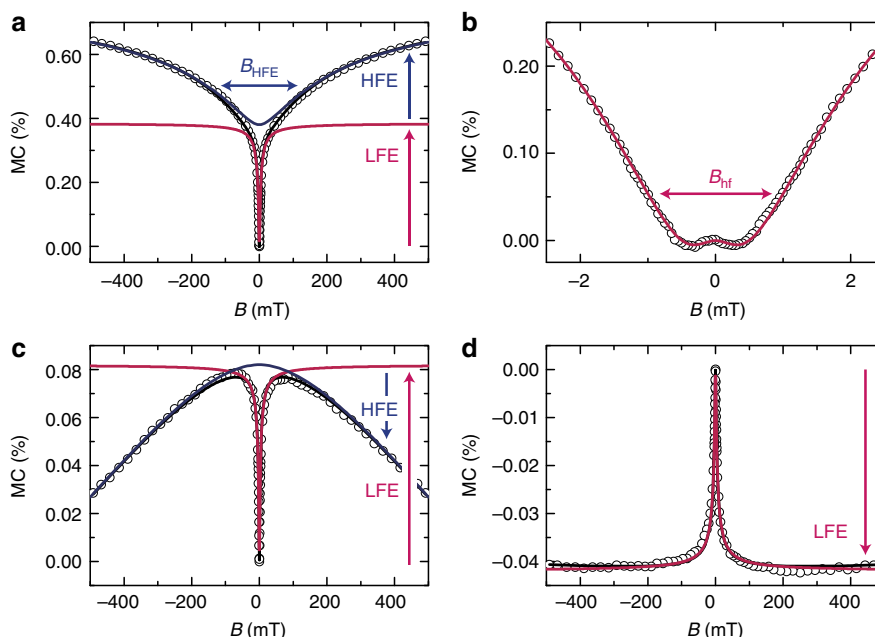 a
MC (%)
0.60
0.40
0.20
0.00
B_HFE
HFE
LFE
−400 −200 0 200 400
B (mT)
b
MC (%)
0.20
0.10
0.00
B_hf
−2 0 2
B (mT)
c
MC (%)
0.08
0.06
0.04
0.02
0.00
HFE
LFE
−400 −200 0 200 400
B (mT)
d
MC (%)
0.00
−0.01
−0.02
−0.03
−0.04
LFE
−400 −200 0 200 400
B (mT)